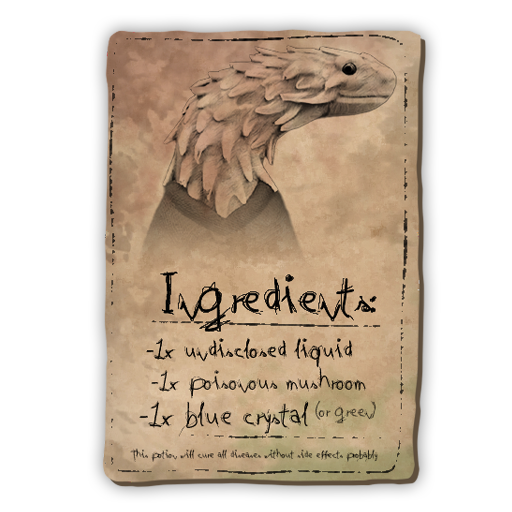 Ingredients:
-1x undisclosed liquid
-1x poisonous mushroom
-1x blue crystal (or green)
This potion will cure all diseases without side effects probably